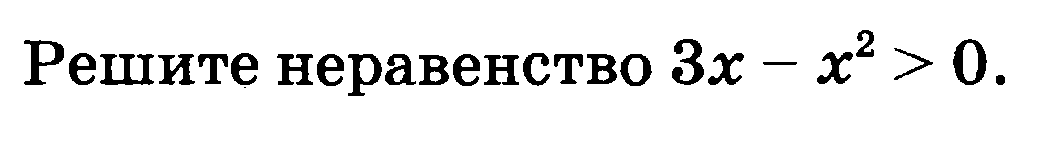 Решите неравенство 3x − x² > 0.